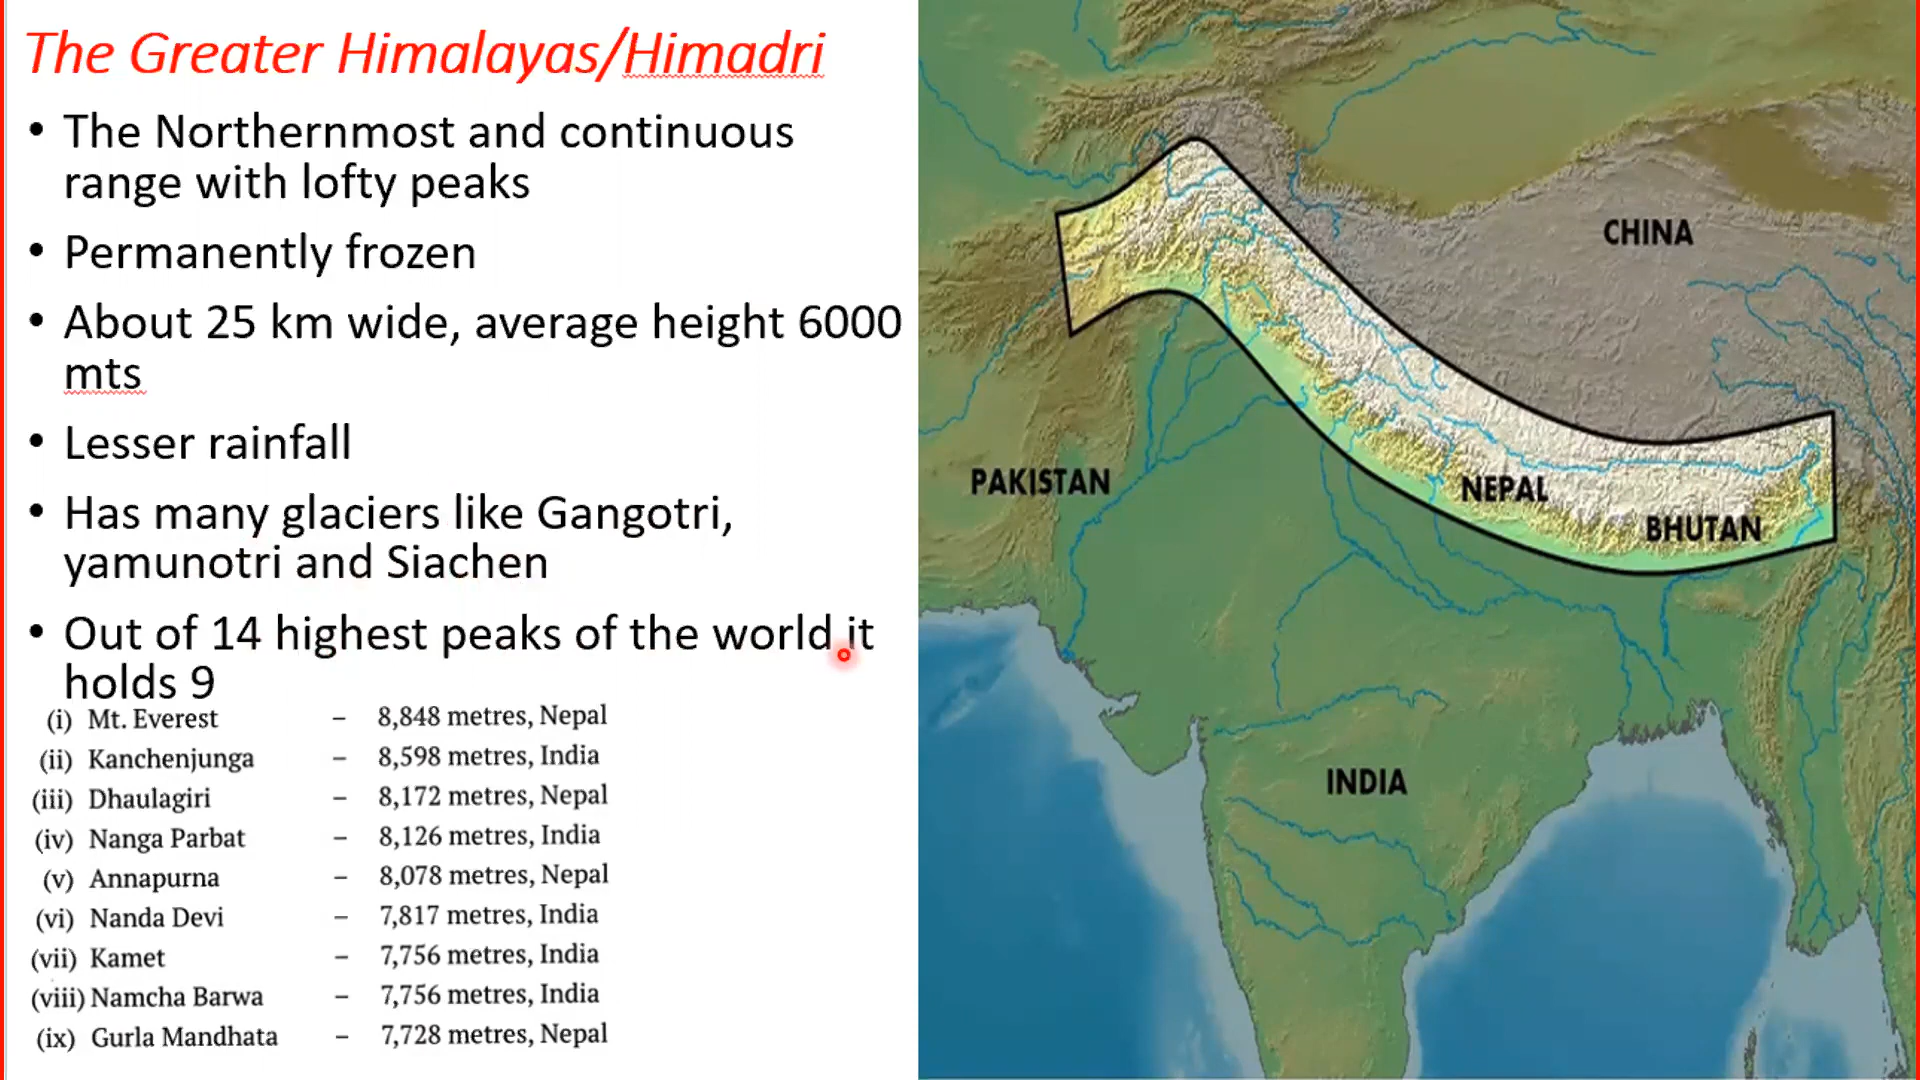 The Greater Himalayas/Himadri
• The Northernmost and continuous
range with lofty peaks
• Permanently frozen
• About 25 km wide, average height 6000
mts
• Lesser rainfall
• Has many glaciers like Gangotri,
yamunotri and Siachen
• Out of 14 highest peaks of the world it
holds 9
(i) Mt. Everest – 8,848 metres, Nepal
(ii) Kanchenjunga – 8,598 metres, India
(iii) Dhaulagiri – 8,172 metres, Nepal
(iv) Nanga Parbat – 8,126 metres, India
(v) Annapurna – 8,078 metres, Nepal
(vi) Nanda Devi – 7,817 metres, India
(vii) Kamet – 7,756 metres, India
(viii) Namcha Barwa – 7,756 metres, India
(ix) Gurla Mandhata – 7,728 metres, Nepal
CHINA
PAKISTAN
NEPAL
BHUTAN
INDIA